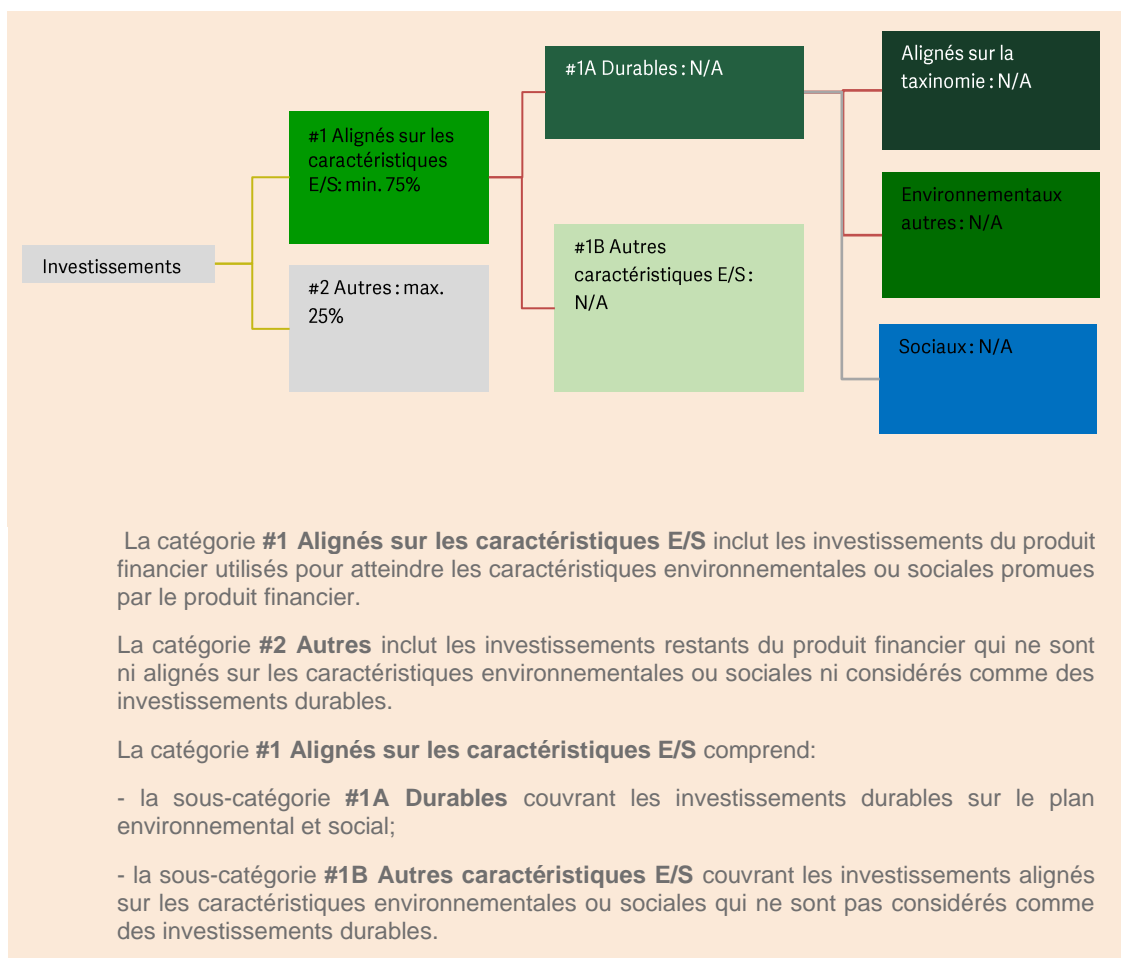 Investissements
#1 Alignés sur les
caractéristiques
E/S: min. 75%
#2 Autres : max.
25%
#1A Durables : N/A
#1B Autres
caractéristiques E/S :
N/A
Alignés sur la
taxinomie : N/A
Environnementaux
autres : N/A
Sociaux : N/A
La catégorie #1 Alignés sur les caractéristiques E/S inclut les investissements du produit
financier utilisés pour atteindre les caractéristiques environnementales ou sociales promues
par le produit financier.
La catégorie #2 Autres inclut les investissements restants du produit financier qui ne sont
ni alignés sur les caractéristiques environnementales ou sociales ni considérés comme des
investissements durables.
La catégorie #1 Alignés sur les caractéristiques E/S comprend:
- la sous-catégorie #1A Durables couvrant les investissements durables sur le plan
environnemental et social;
- la sous-catégorie #1B Autres caractéristiques E/S couvrant les investissements alignés
sur les caractéristiques environnementales ou sociales qui ne sont pas considérés comme
des investissements durables.